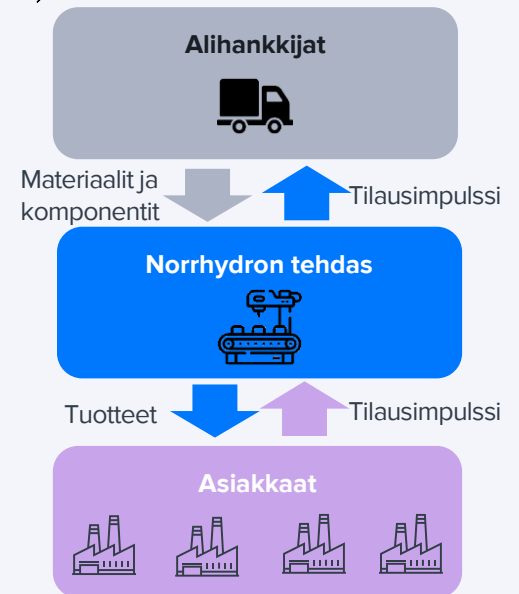 Alihankkijat
Materiaalit ja
komponentit
Tilausimpulssi
Norrhydron tehdas
Tuotteet
Tilausimpulssi
Asiakkaat